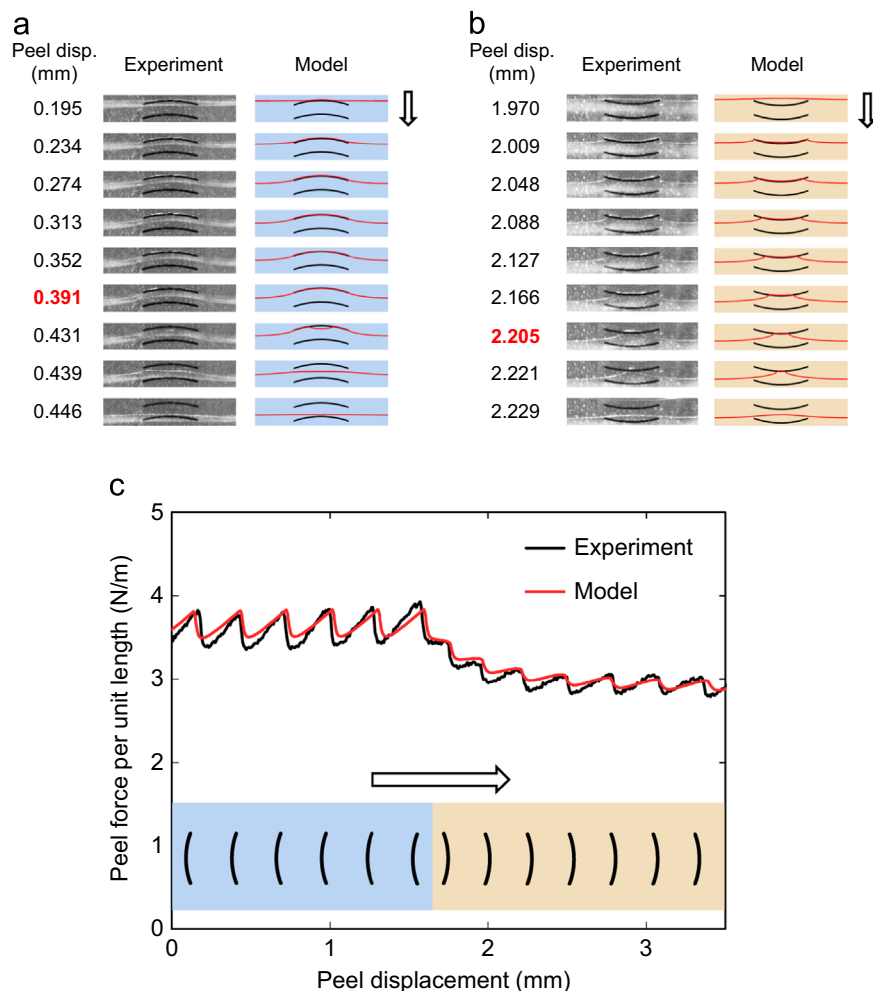 a
Peel disp.
(mm)
Experiment
Model
0.195
0.234
0.274
0.313
0.352
0.391
0.431
0.439
0.446
b
Peel disp.
(mm)
Experiment
Model
1.970
2.009
2.048
2.088
2.127
2.166
2.205
2.221
2.229
c
Peel force per unit length (N/m)
5
4
3
2
1
0
Experiment
Model
0
1
2
3
Peel displacement (mm)